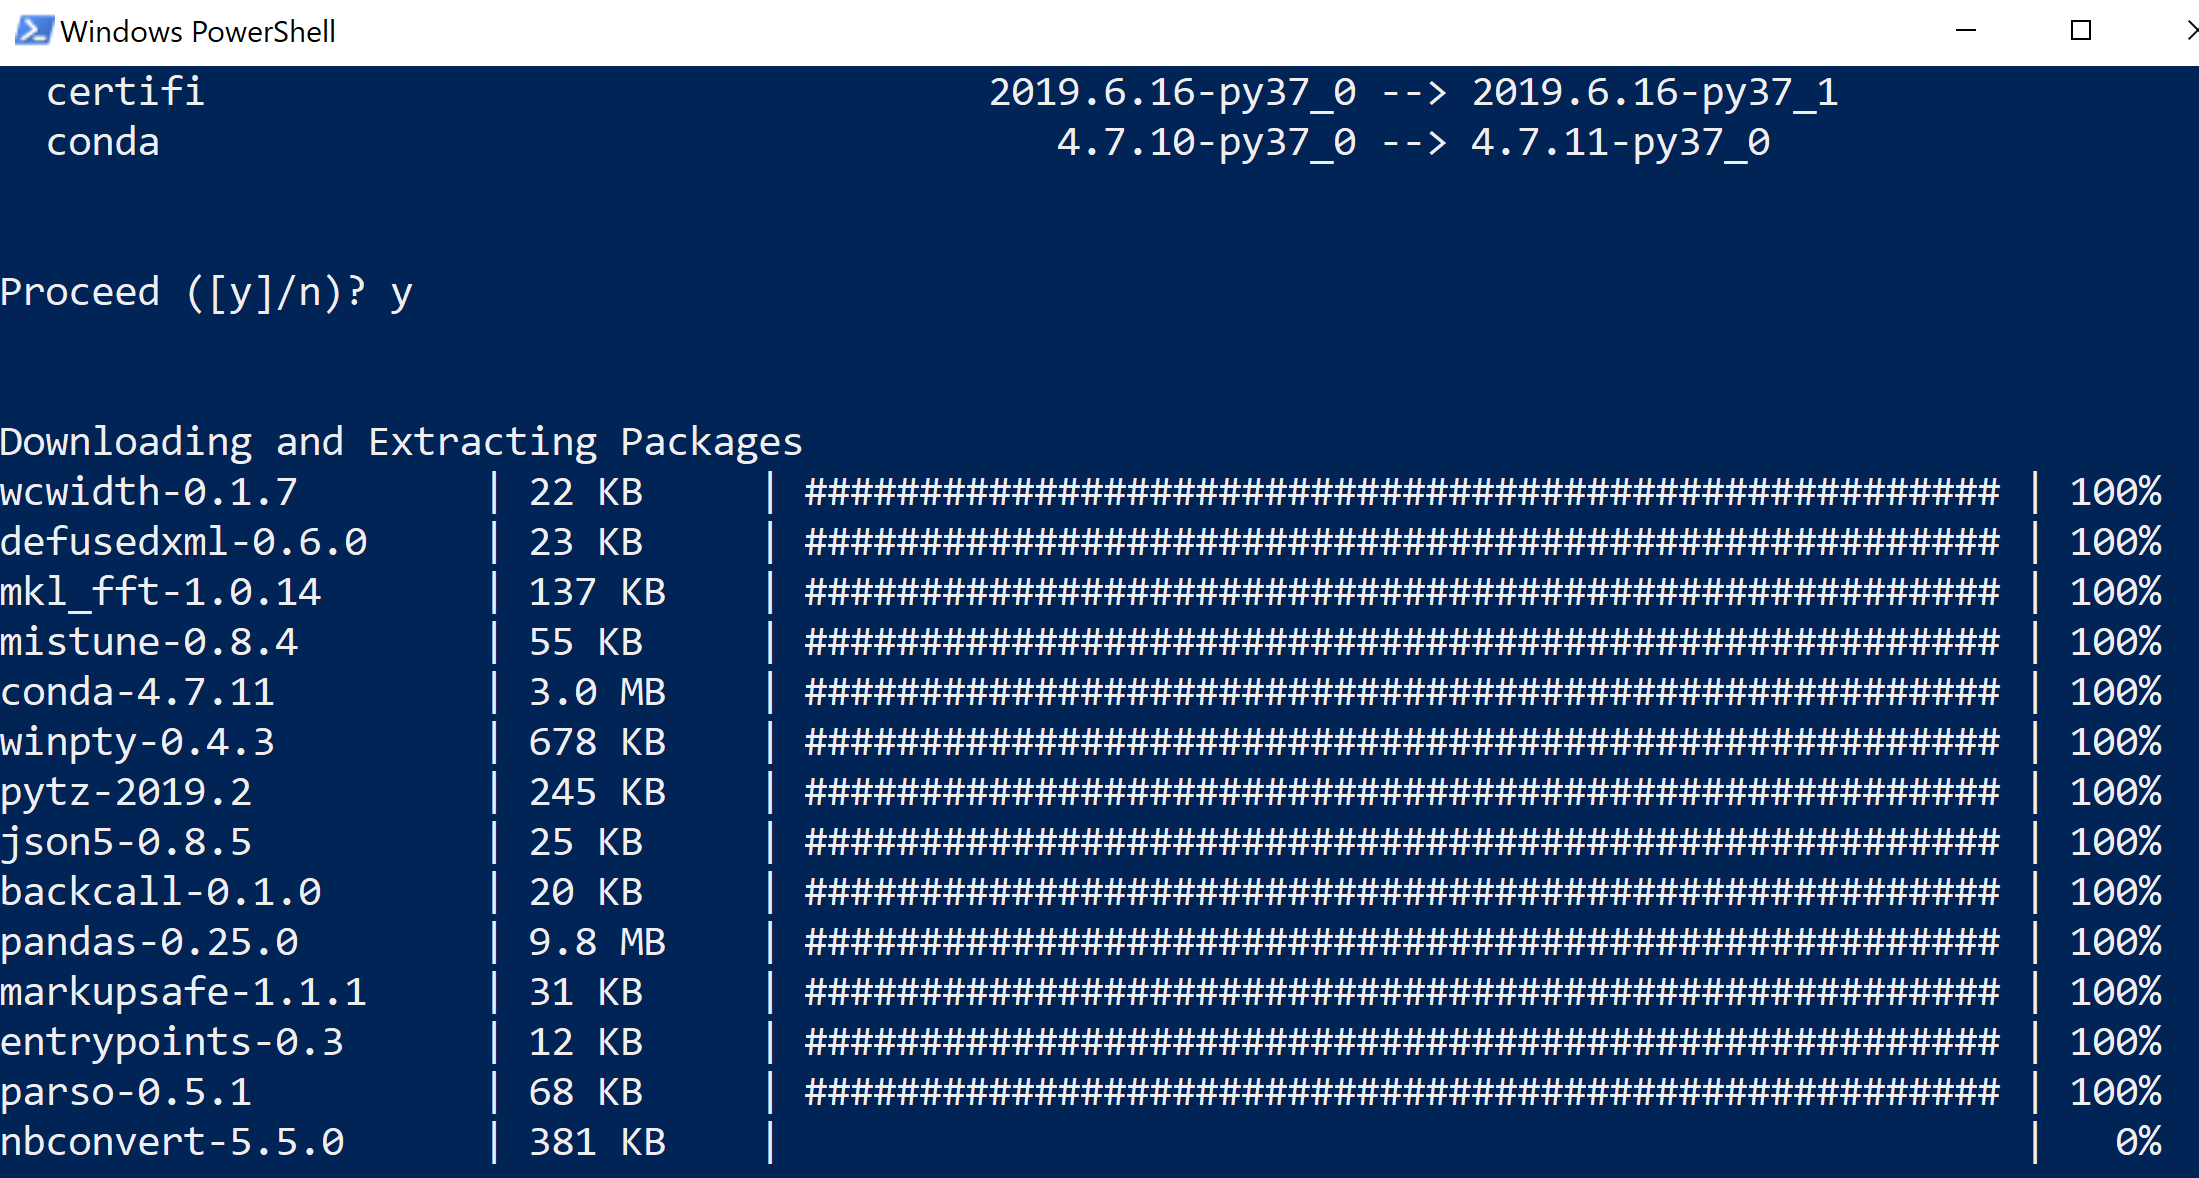 Windows PowerShell
certifi 2019.6.16-py37_0 --> 2019.6.16-py37_1
conda 4.7.10-py37_0 --> 4.7.11-py37_0
Proceed ([y]/n)? y
Downloading and Extracting Packages
wcwidth-0.1.7 | 22 KB | #################################################### | 100%
defusedxml-0.6.0 | 23 KB | #################################################### | 100%
mkl_fft-1.0.14 | 137 KB | #################################################### | 100%
mistune-0.8.4 | 55 KB | #################################################### | 100%
conda-4.7.11 | 3.0 MB | #################################################### | 100%
winpty-0.4.3 | 678 KB | #################################################### | 100%
pytz-2019.2 | 245 KB | #################################################### | 100%
json5-0.8.5 | 25 KB | #################################################### | 100%
backcall-0.1.0 | 20 KB | #################################################### | 100%
pandas-0.25.0 | 9.8 MB | #################################################### | 100%
markupsafe-1.1.1 | 31 KB | #################################################### | 100%
entrypoints-0.3 | 12 KB | #################################################### | 100%
parso-0.5.1 | 68 KB | #################################################### | 100%
nbconvert-5.5.0 | 381 KB | | 0%